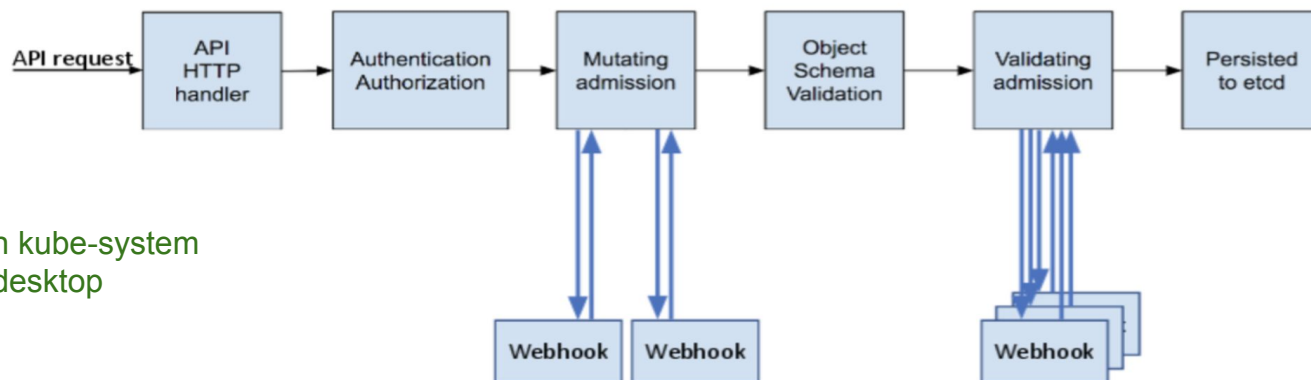 API request
API
HTTP
handler
Authentication
Authorization
Mutating
admission
Object
Schema
Validation
Validating
admission
Persisted
to etcd
kube-system
desktop
Webhook
Webhook
Webhook